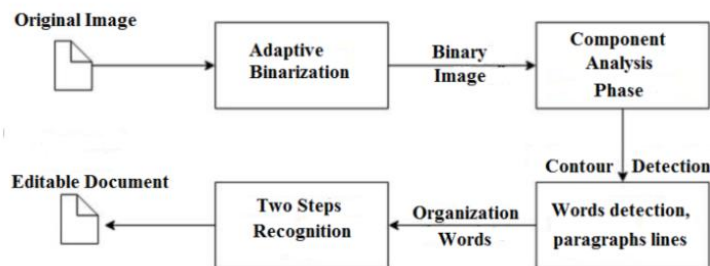 Original Image
Adaptive
Binarization
Binary
Image
Component
Analysis
Phase
Contour Detection
Words detection,
paragraphs lines
Organization
Words
Two Steps
Recognition
Editable Document